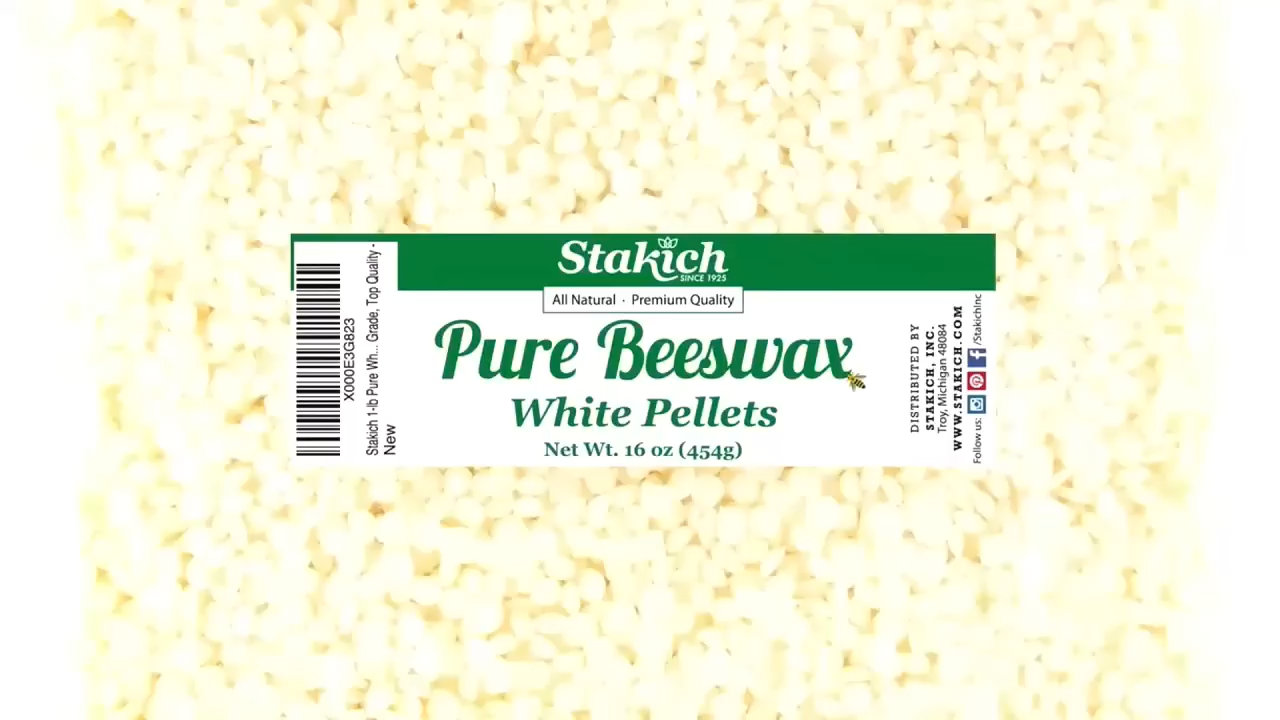 Stakich
SINCE 1925
All Natural · Premium Quality
Pure Beeswax
White Pellets
Net Wt. 16 oz (454g)
X000E3G823
Stakich 1-lb Pure Wh... Grade, Top Quality -
New
DISTRIBUTED BY
STAKICH, INC.
Troy, Michigan 48084
WWW.STAKICH.COM
Follow us: /StakichInc